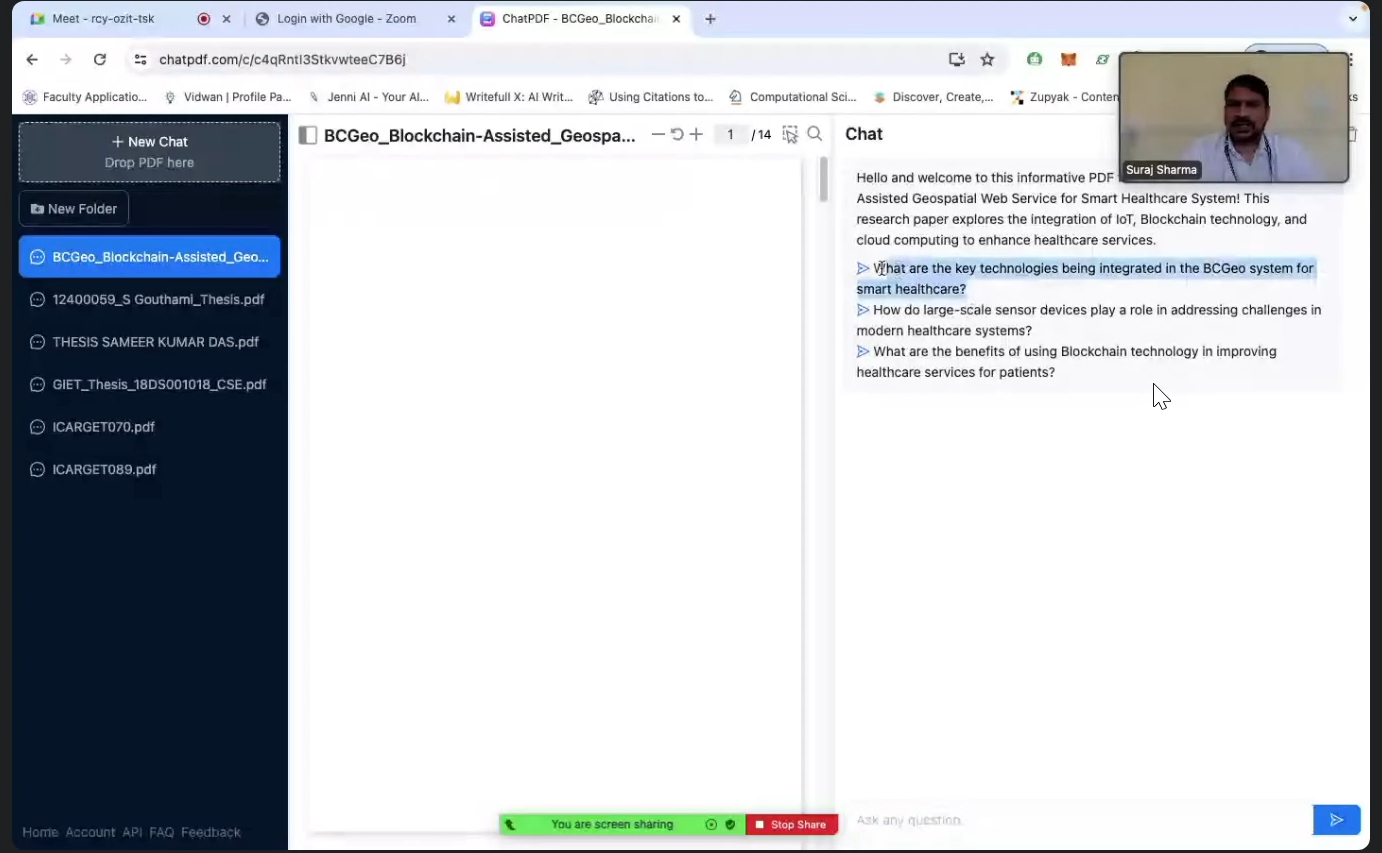 Meet - rcy-ozit-tsk
Login with Google - Zoom
ChatPDF - BCGeo_Blockchai
chatpdf.com/c/c4qRntI3StkvwteeC7B6j
Faculty Applicatio...
Vidwan | Profile Pa...
Jenni AI - Your AI...
Writefull X: AI Writ...
Using Citations to...
Computational Sci...
Discover, Create,...
Zupyak - Conten
ks
+ New Chat
Drop PDF here
New Folder
BCGeo_Blockchain-Assisted_Geo...
12400059_S Gouthami_Thesis.pdf
THESIS SAMEER KUMAR DAS.pdf
GIET_Thesis_18DS001018_CSE.pdf
ICARGET070.pdf
ICARGET089.pdf
Home Account API FAQ Feedback
BCGeo_Blockchain-Assisted_Geospa...
1 / 14
Chat
Suraj Sharma
Hello and welcome to this informative PDF
Assisted Geospatial Web Service for Smart Healthcare System! This
research paper explores the integration of IoT, Blockchain technology, and
cloud computing to enhance healthcare services.
What are the key technologies being integrated in the BCGeo system for
smart healthcare?
How do large-scale sensor devices play a role in addressing challenges in
modern healthcare systems?
What are the benefits of using Blockchain technology in improving
healthcare services for patients?
You are screen sharing
Stop Share
Ask any question.